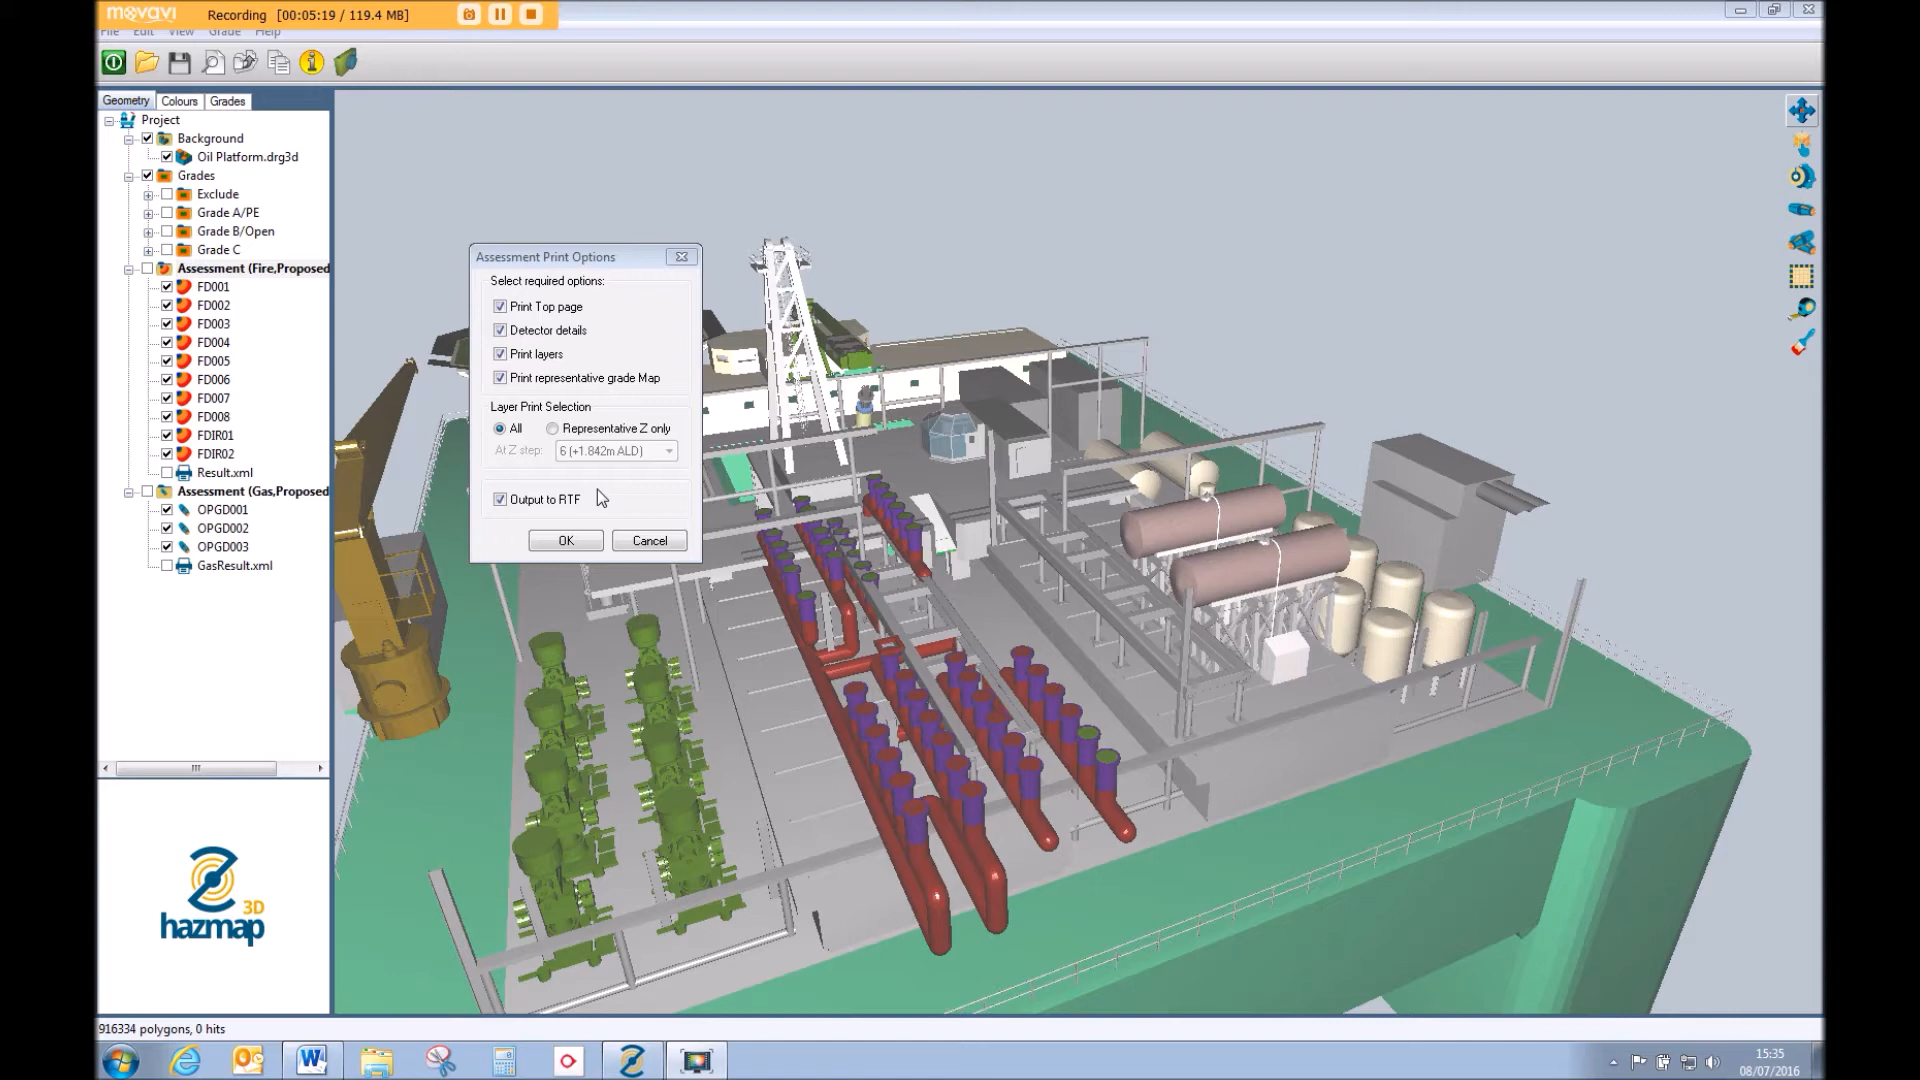 movavi
Recording [00:05:19 / 119.4 MB]
File Edit View Grade Help
Geometry Colours Grades
Project
Background
Oil Platform.drg3d
Grades
Exclude
Grade A/PE
Grade B/Open
Grade C
Assessment (Fire,Proposed
FD001
FD002
FD003
FD004
FD005
FD006
FD007
FD008
FDIR01
FDIR02
Result.xml
Assessment (Gas,Proposed
OPGD001
OPGD002
OPGD003
GasResult.xml
Assessment Print Options
Select required options:
Print Top page
Detector details
Print layers
Print representative grade Map
Layer Print Selection
All Representative Z only
At Z step: 6 (+1.842m ALD)
Output to RTF
OK Cancel
3D
hazmap
916334 polygons, 0 hits
15:35
08/07/2016